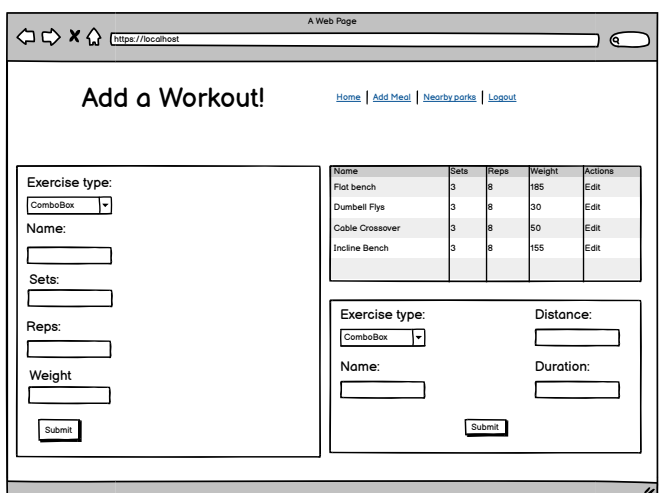 A Web Page
https://localhost
Add a Workout!
Home | Add Meal | Nearby parks | Logout
Exercise type:
ComboBox
Name:
Sets:
Reps:
Weight
Submit
Name Sets Reps Weight Actions
Flat bench 3 8 185 Edit
Dumbell Flys 3 8 30 Edit
Cable Crossover 3 8 50 Edit
Incline Bench 3 8 155 Edit
Exercise type: Distance:
ComboBox
Name: Duration:
Submit